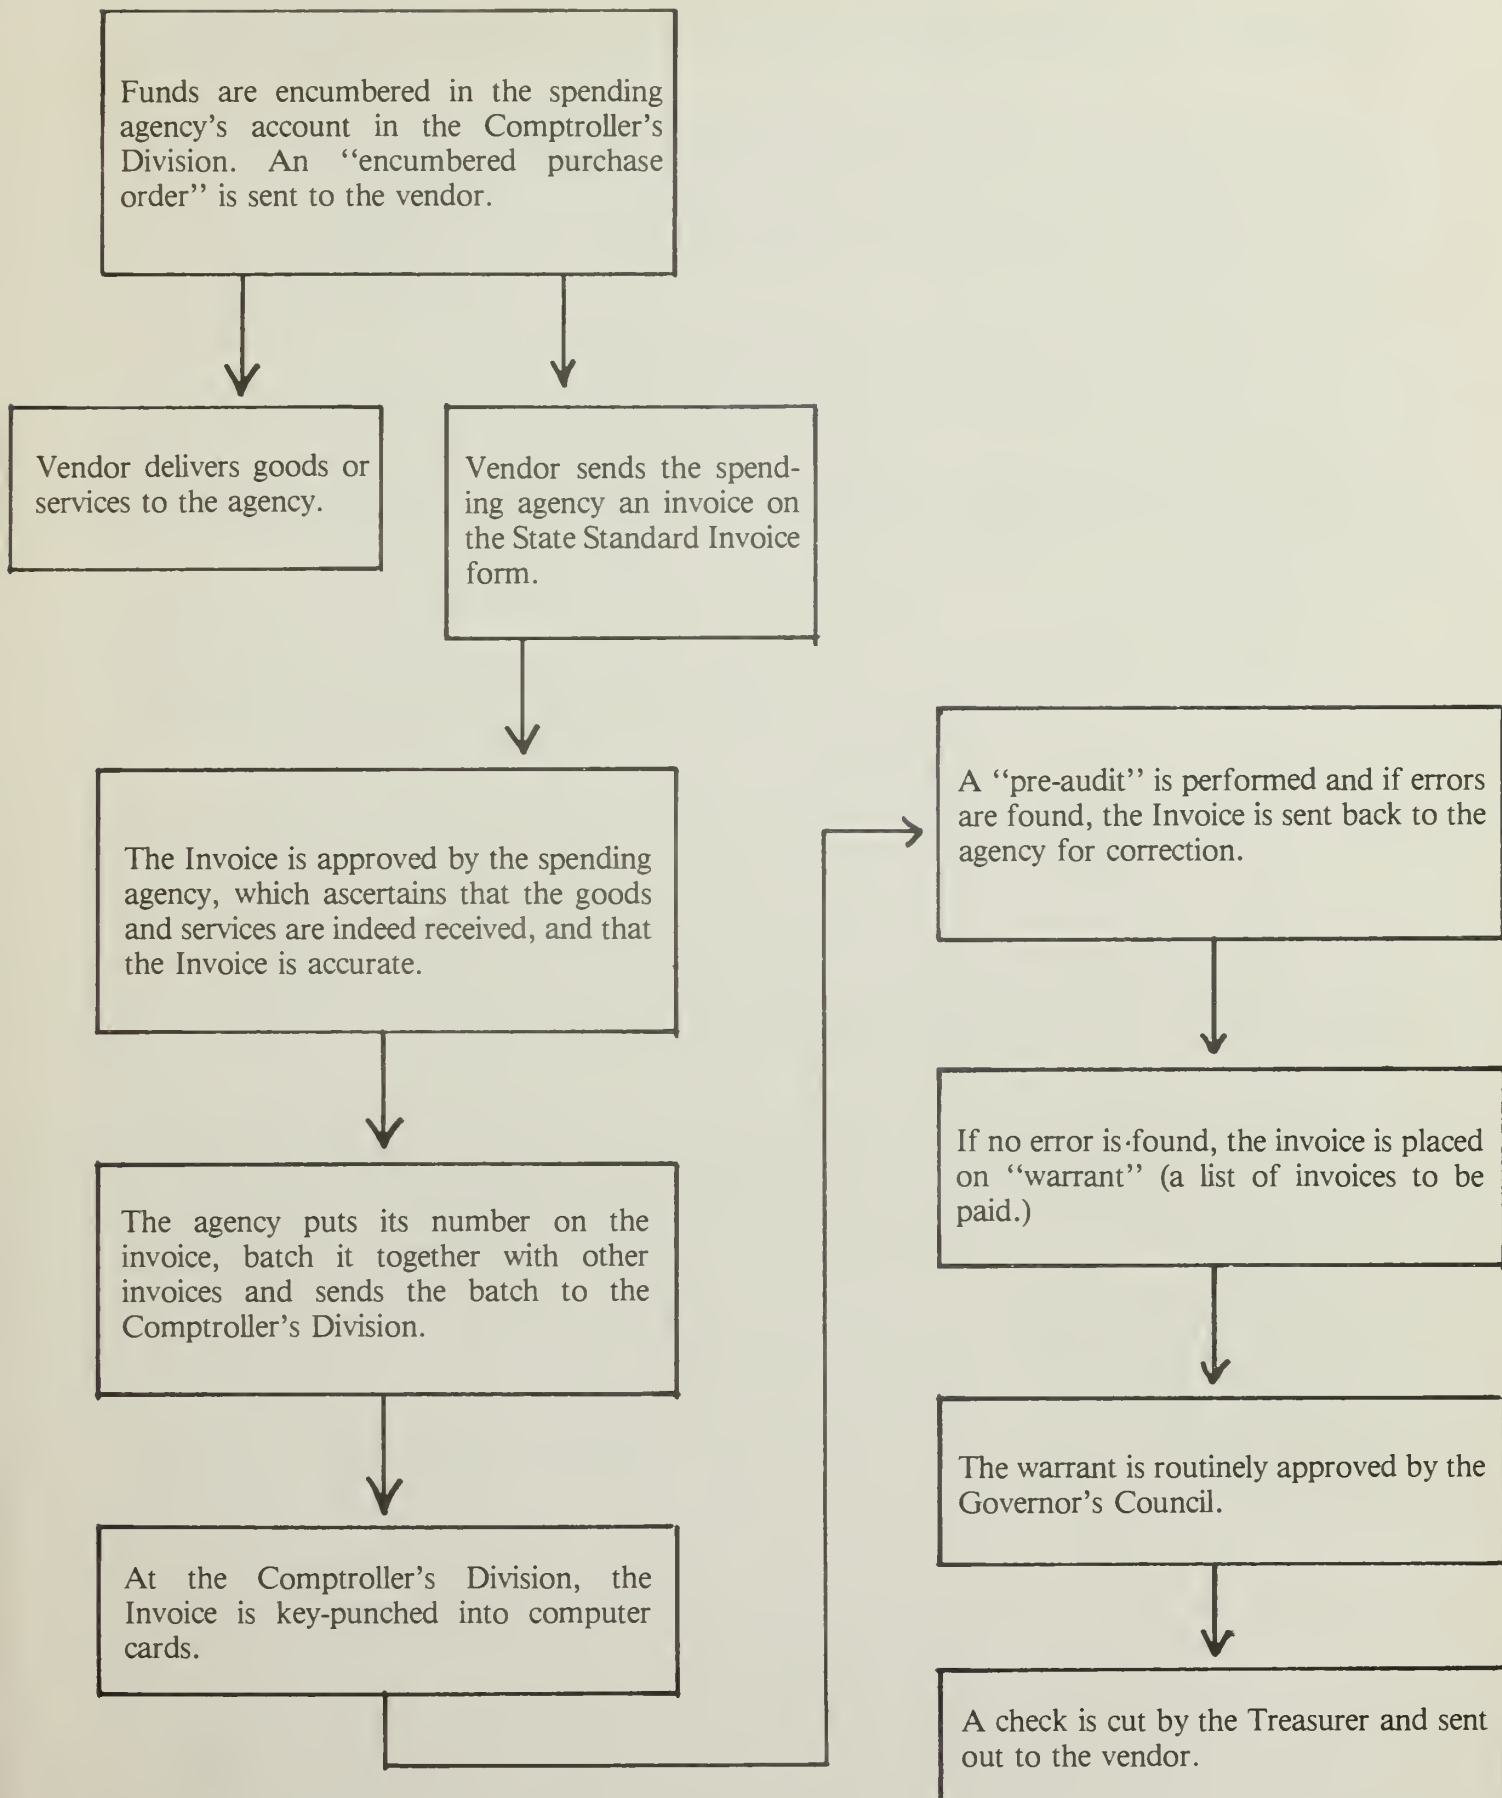 Funds are encumbered in the spending
agency's account in the Comptroller's
Division. An “encumbered purchase
order” is sent to the vendor.
Vendor delivers goods or
services to the agency.
Vendor sends the spend-
ing agency an invoice on
the State Standard Invoice
form.
The Invoice is approved by the spending
agency, which ascertains that the goods
and services are indeed received, and that
the Invoice is accurate.
The agency puts its number on the
invoice, batch it together with other
invoices and sends the batch to the
Comptroller's Division.
At the Comptroller's Division, the
Invoice is key-punched into computer
cards.
A “pre-audit” is performed and if errors
are found, the Invoice is sent back to the
agency for correction.
If no error is found, the invoice is placed
on “warrant” (a list of invoices to be
paid.)
The warrant is routinely approved by the
Governor's Council.
A check is cut by the Treasurer and sent
out to the vendor.